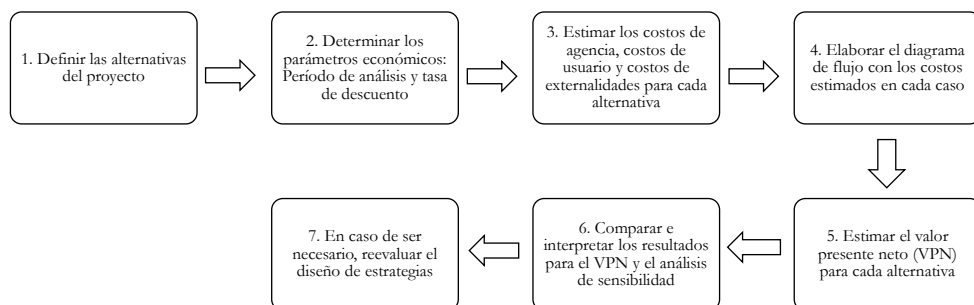 1. Definir las alternativas
del proyecto
2. Determinar los
parámetros económicos:
Período de análisis y tasa
de descuento
3. Estimar los costos de
agencia, costos de
usuario y costos de
externalidades para cada
alternativa
4. Elaborar el diagrama
de flujo con los costos
estimados en cada caso
5. Estimar el valor
presente neto (VPN)
para cada alternativa
6. Comparar e
interpretar los resultados
para el VPN y el análisis
de sensibilidad
7. En caso de ser
necesario, reevaluar el
diseño de estrategias